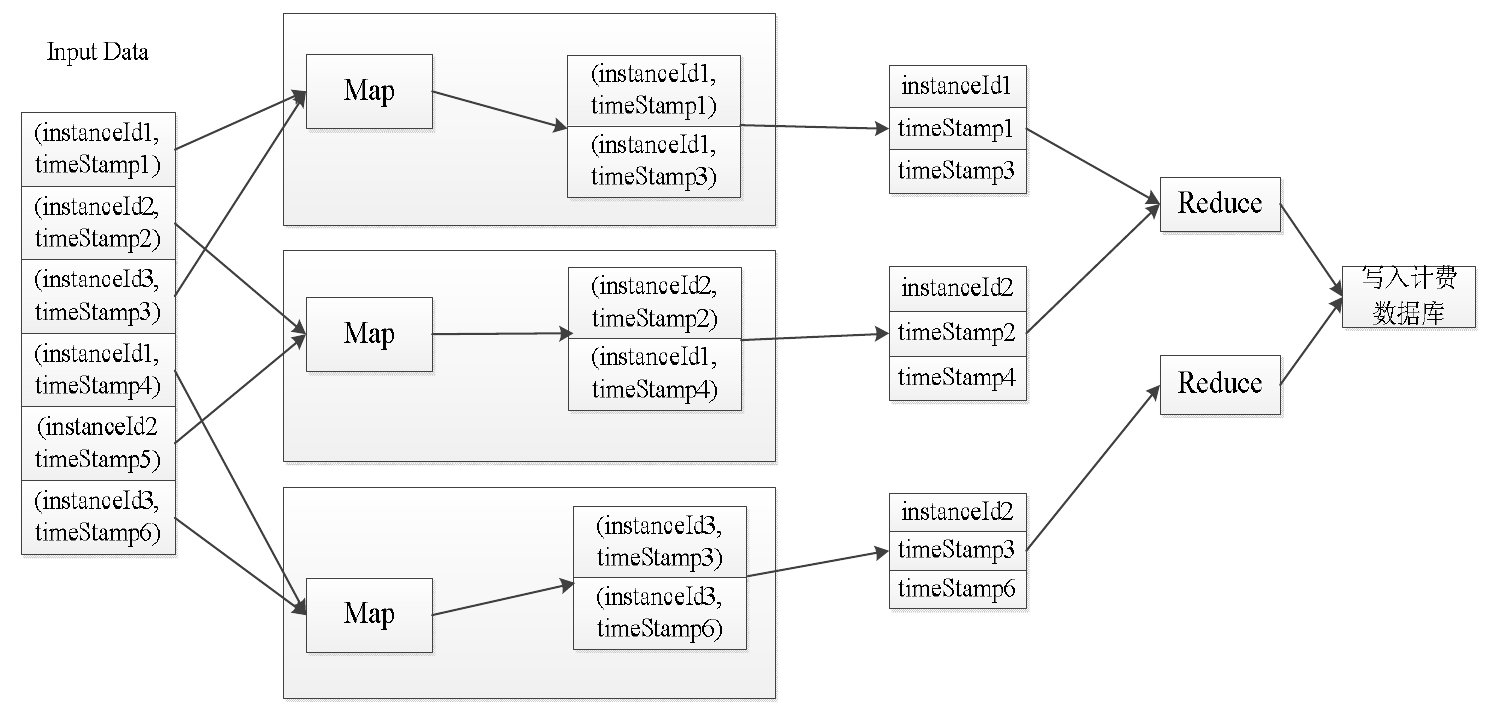 Input Data
(instanceId1,
timeStamp1)
(instanceId2,
timeStamp2)
(instanceId3,
timeStamp3)
(instanceId1,
timeStamp4)
(instanceId2
timeStamp5)
(instanceId3,
timeStamp6)
Map
(instanceId1,
timeStamp1)
(instanceId1,
timeStamp3)
Map
(instanceId2,
timeStamp2)
(instanceId1,
timeStamp4)
Map
(instanceId3,
timeStamp3)
(instanceId3,
timeStamp6)
instanceId1
timeStamp1
timeStamp3
instanceId2
timeStamp2
timeStamp4
instanceId2
timeStamp3
timeStamp6
Reduce
Reduce
写入计费
数据库